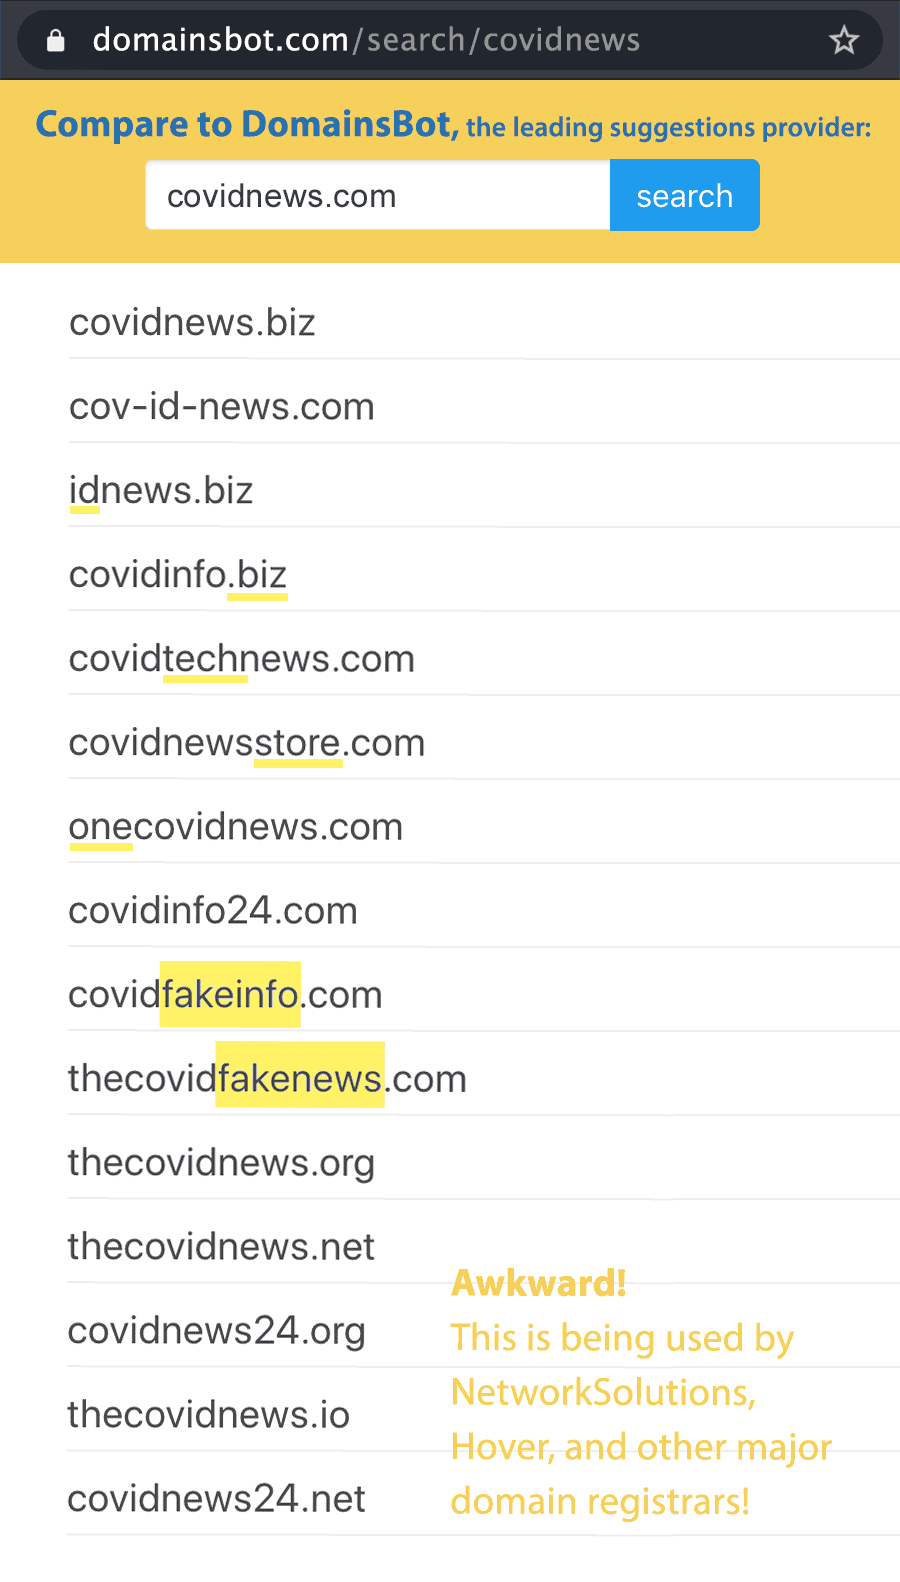 domainsbot.com/search/covidnews
Compare to DomainsBot, the leading suggestions provider:
covidnews.com search
covidnews.biz
cov-id-news.com
idnews.biz
covidinfo.biz
covidtechnews.com
covidnewsstore.com
onecovidnews.com
covidinfo24.com
covidfakeinfo.com
thecovidfakenews.com
thecovidnews.org
thecovidnews.net
covidnews24.org
thecovidnews.io
covidnews24.net
Awkward!
This is being used by
NetworkSolutions,
Hover, and other major
domain registrars!